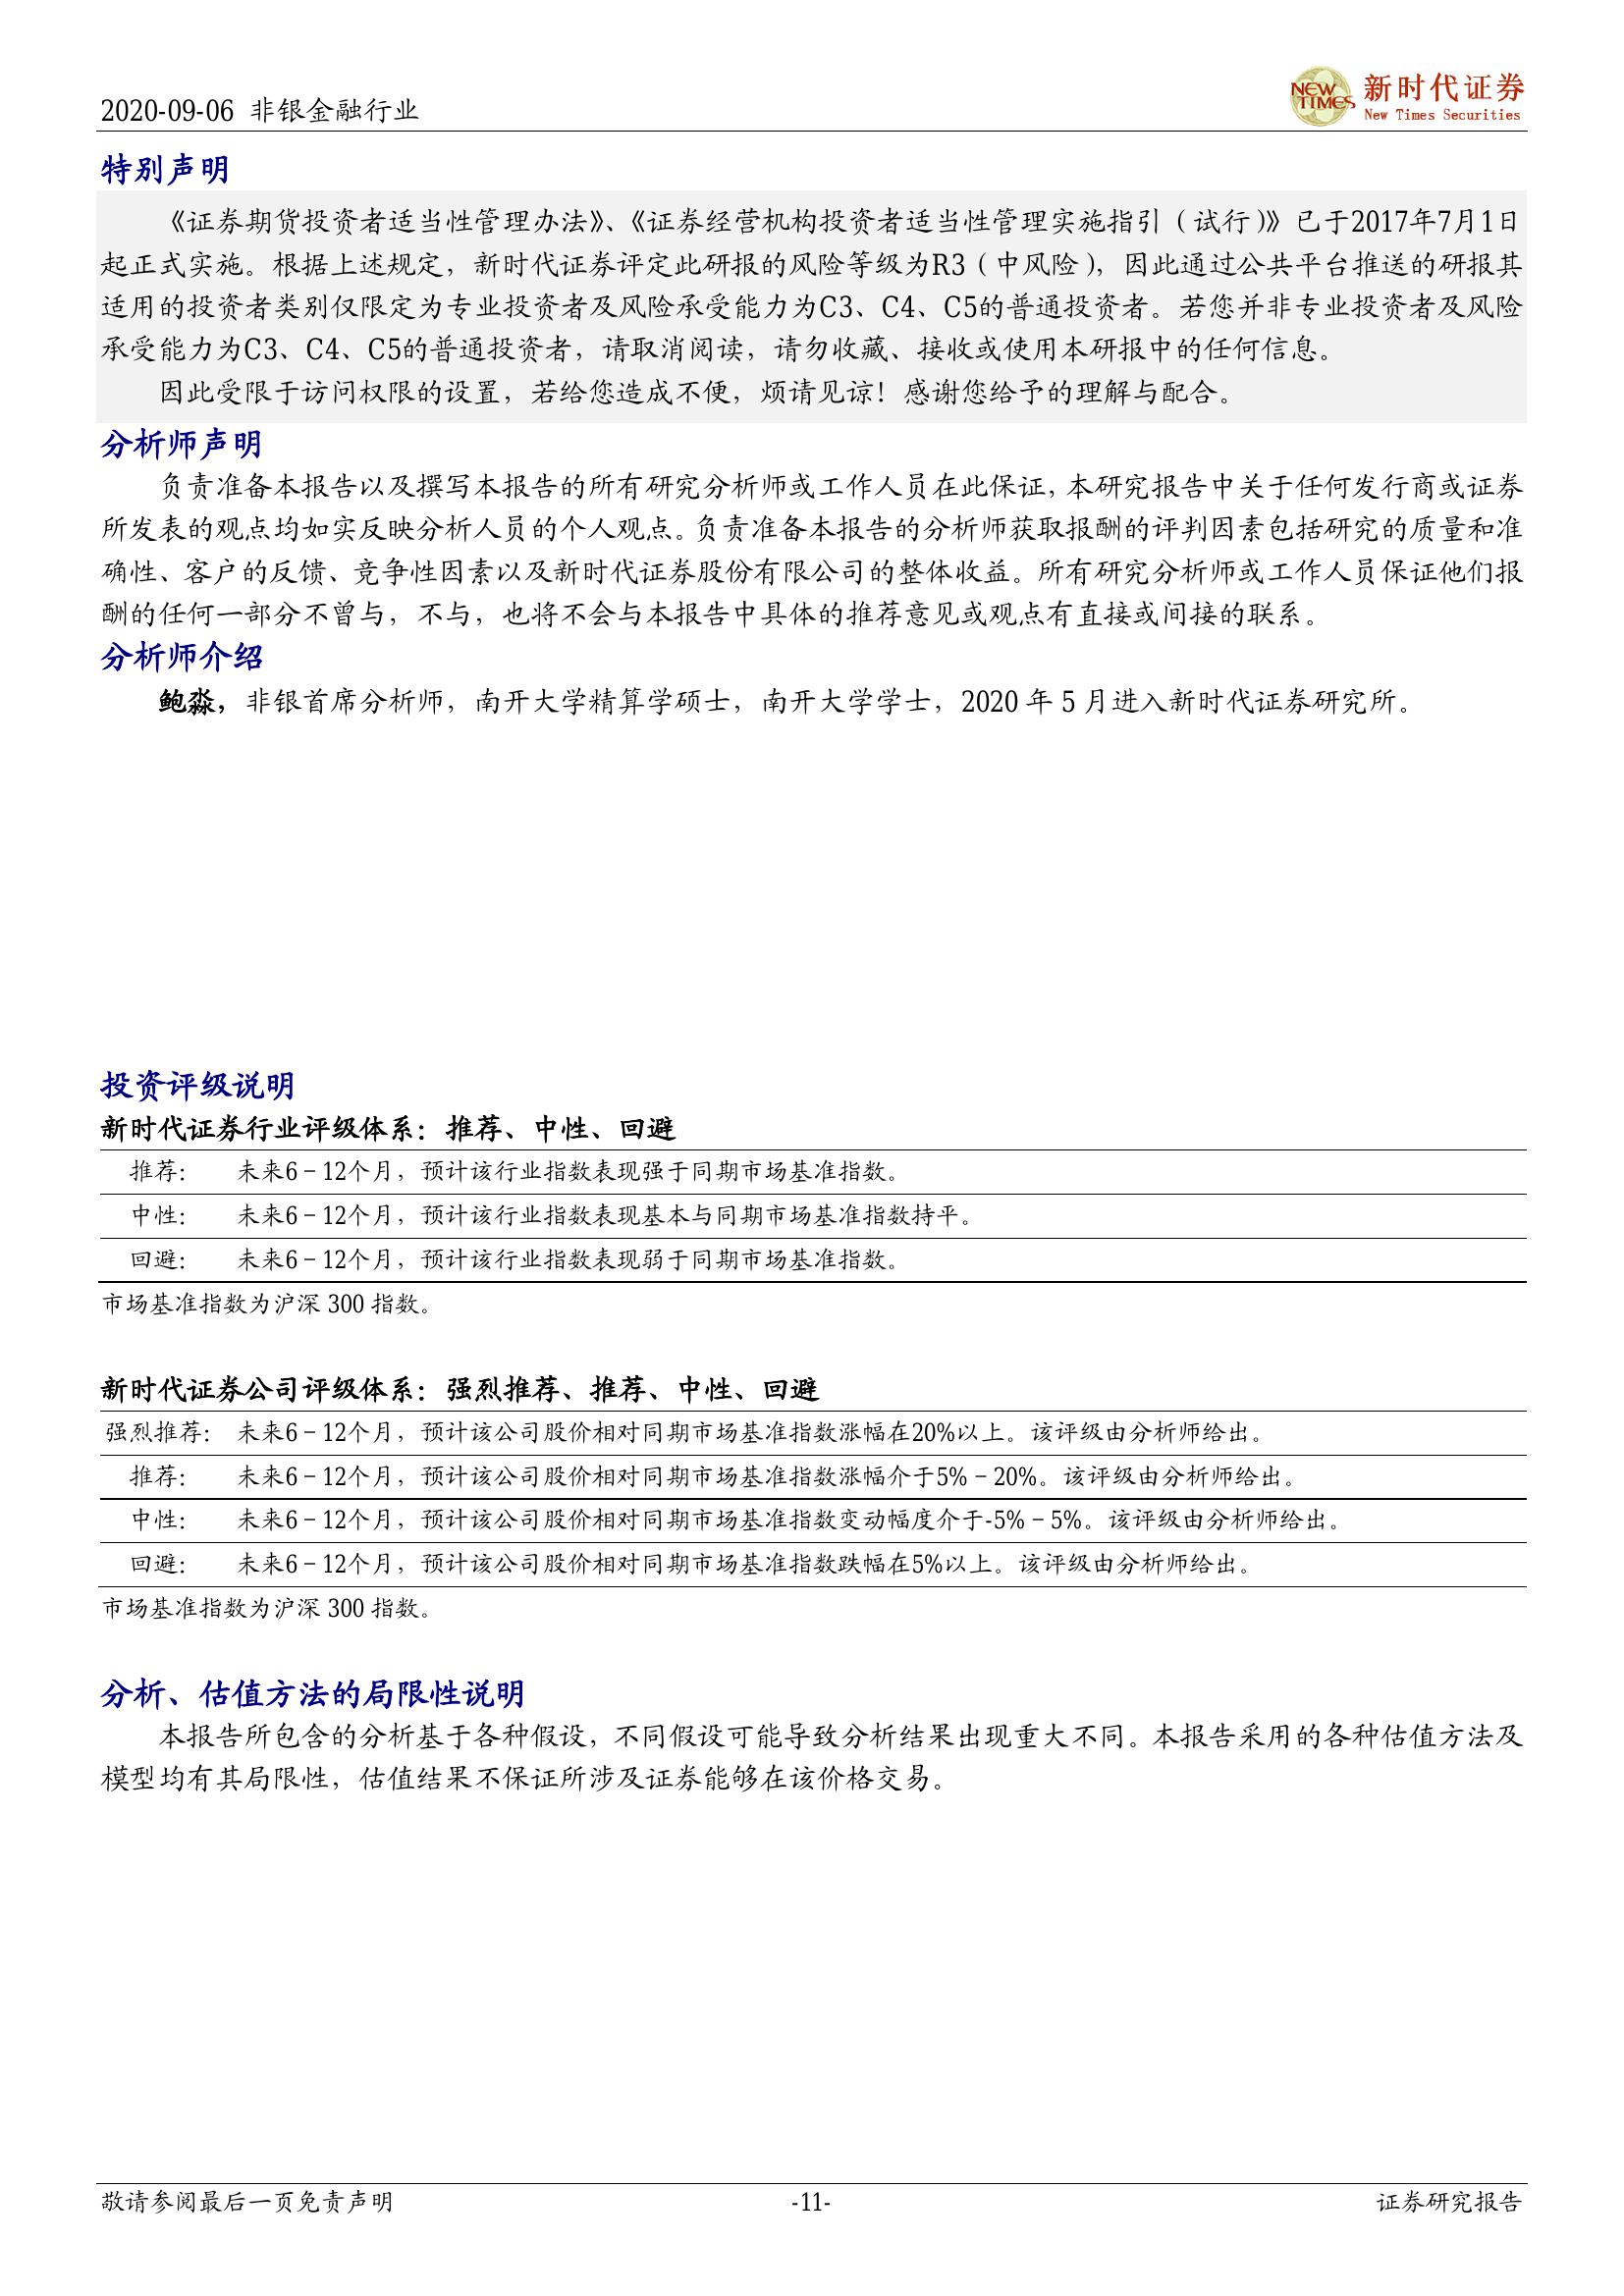 2020-09-06 非银金融行业
NEW TIMES
新时代证券
New Times Securities
特别声明
《证券期货投资者适当性管理办法》、《证券经营机构投资者适当性管理实施指引（试行）》已于2017年7月1日
起正式实施。根据上述规定，新时代证券评定此研报的风险等级为R3（中风险），因此通过公共平台推送的研报其
适用的投资者类别仅限定为专业投资者及风险承受能力为C3、C4、C5的普通投资者。若您并非专业投资者及风险
承受能力为C3、C4、C5的普通投资者，请取消阅读，请勿收藏、接收或使用本研报中的任何信息。
因此受限于访问权限的设置，若给您造成不便，烦请见谅！感谢您给予的理解与配合。
分析师声明
负责准备本报告以及撰写本报告的所有研究分析师或工作人员在此保证，本研究报告中关于任何发行商或证券
所发表的观点均如实反映分析人员的个人观点。负责准备本报告的分析师获取报酬的评判因素包括研究的质量和准
确性、客户的反馈、竞争性因素以及新时代证券股份有限公司的整体收益。所有研究分析师或工作人员保证他们报
酬的任何一部分不曾与，不与，也将不会与本报告中具体的推荐意见或观点有直接或间接的联系。
分析师介绍
鲍淼，非银首席分析师，南开大学精算学硕士，南开大学学士，2020 年 5 月进入新时代证券研究所。
投资评级说明
新时代证券行业评级体系：推荐、中性、回避
推荐： 未来6－12个月，预计该行业指数表现强于同期市场基准指数。
中性： 未来6－12个月，预计该行业指数表现基本与同期市场基准指数持平。
回避： 未来6－12个月，预计该行业指数表现弱于同期市场基准指数。
市场基准指数为沪深 300 指数。
新时代证券公司评级体系：强烈推荐、推荐、中性、回避
强烈推荐： 未来6－12个月，预计该公司股价相对同期市场基准指数涨幅在20%以上。该评级由分析师给出。
推荐： 未来6－12个月，预计该公司股价相对同期市场基准指数涨幅介于5%－20%。该评级由分析师给出。
中性： 未来6－12个月，预计该公司股价相对同期市场基准指数变动幅度介于-5%－5%。该评级由分析师给出。
回避： 未来6－12个月，预计该公司股价相对同期市场基准指数跌幅在5%以上。该评级由分析师给出。
市场基准指数为沪深 300 指数。
分析、估值方法的局限性说明
本报告所包含的分析基于各种假设，不同假设可能导致分析结果出现重大不同。本报告采用的各种估值方法及
模型均有其局限性，估值结果不保证所涉及证券能够在该价格交易。
敬请参阅最后一页免责声明 -11- 证券研究报告